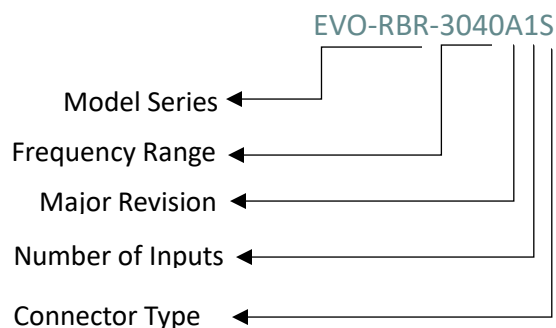 EVO-RBR-3040A1S
Model Series
Frequency Range
Major Revision
Number of Inputs
Connector Type